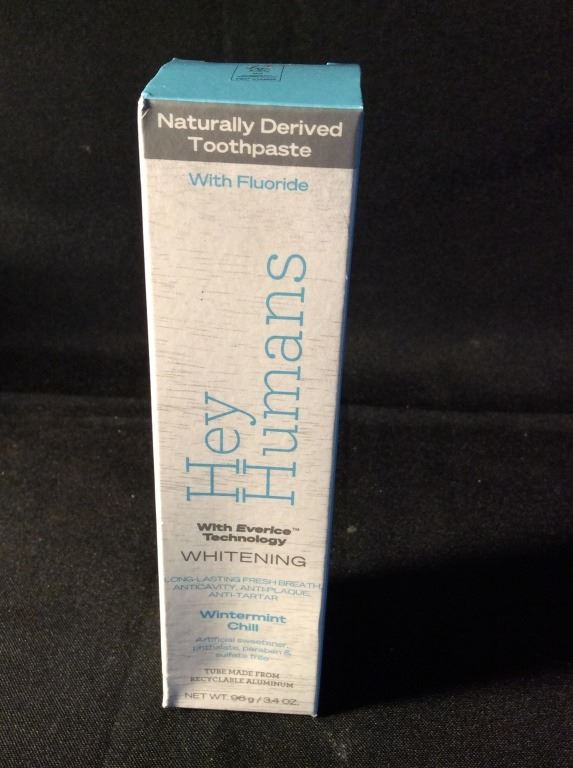 Naturally Derived
Toothpaste
With Fluoride
Hey
Humans
With Everice™
Technology
WHITENING
LONG-LASTING FRESH BREATH,
ANTICAVITY, ANTI-PLAQUE,
ANTI-TARTAR
Wintermint
Chill
Artificial sweetener,
phthalate, paraben &
sulfate free
TUBE MADE FROM
RECYCLABLE ALUMINUM
NET WT. 96 g / 3.4 OZ.